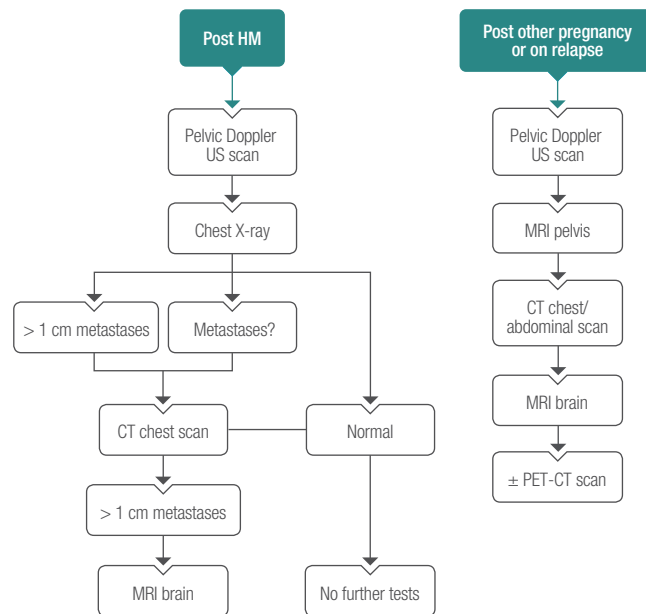 Post HM
Pelvic Doppler
US scan
Chest X-ray
> 1 cm metastases
Metastases?
CT chest scan
Normal
> 1 cm metastases
MRI brain
No further tests
Post other pregnancy
or on relapse
Pelvic Doppler
US scan
MRI pelvis
CT chest/
abdominal scan
MRI brain
± PET-CT scan